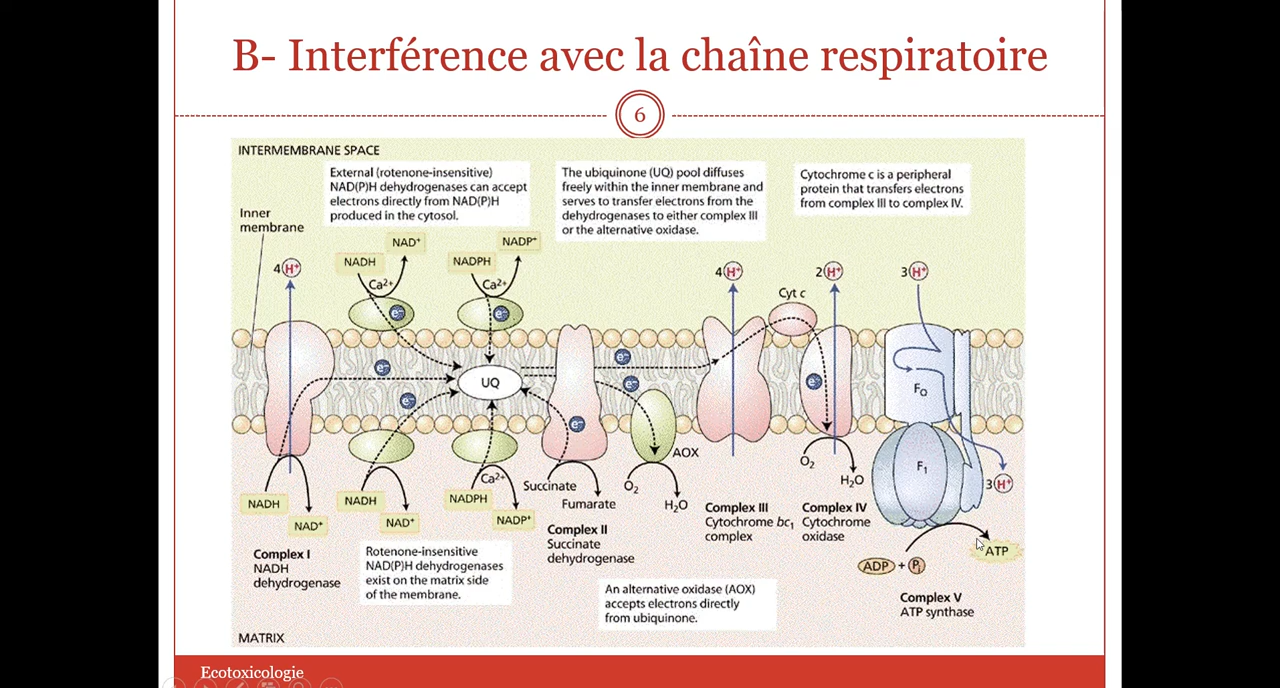 B- Interférence avec la chaîne respiratoire
6
INTERMEMBRANE SPACE
External (rotenone-insensitive)
NAD(P)H dehydrogenases can accept
electrons directly from NAD(P)H
produced in the cytosol.
The ubiquinone (UQ) pool diffuses
freely within the inner membrane and
serves to transfer electrons from the
dehydrogenases to either complex III
or the alternative oxidase.
Cytochrome c is a peripheral
protein that transfers electrons
from complex III to complex IV.
Inner
membrane
NAD⁺
NADP⁺
NADH
NADPH
4 H⁺
Ca²⁺
Ca²⁺
4 H⁺
2 H⁺
3 H⁺
Cyt c
e⁻
e⁻
e⁻
e⁻
e⁻
e⁻
e⁻
e⁻
UQ
F₀
F₁
AOX
O₂
H₂O
3 H⁺
NADH
NAD⁺
NADH
NAD⁺
NADPH
Ca²⁺
NADP⁺
Succinate
Fumarate
O₂
H₂O
Complex I
NADH
dehydrogenase
Rotenone-insensitive
NAD(P)H dehydrogenases
exist on the matrix side
of the membrane.
Complex II
Succinate
dehydrogenase
An alternative oxidase (AOX)
accepts electrons directly
from ubiquinone.
Complex III
Cytochrome bc₁
complex
Complex IV
Cytochrome
oxidase
ADP + Pᵢ
ATP
Complex V
ATP synthase
MATRIX
Ecotoxicologie